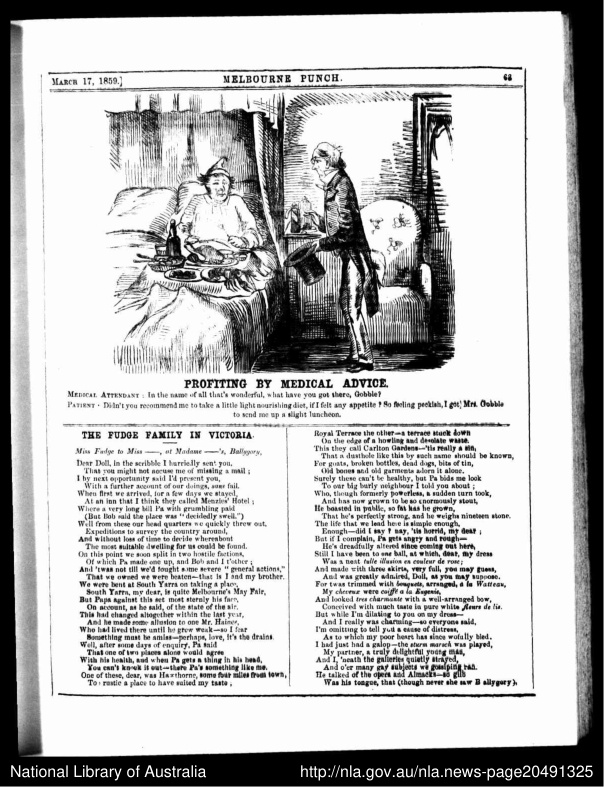 MARCH 17, 1859.]
MELBOURNE PUNCH.
63
PROFITING BY MEDICAL ADVICE.
MEDICAL ATTENDANT : In the name of all that's wonderful, what have you got there, Gobble?
PATIENT · Didn't you recommend me to take a little light nourishing diet, if I felt any appetite ? So feeling peckish, I got Mrs. Gobble
to send me up a slight luncheon.
THE FUDGE FAMILY IN VICTORIA.
Miss Fudge to Miss ——, at Madame ——'s, Ballygory,
Dear Doll, in the scribble I hurriedly sent you,
That you might not accuse me of missing a mail ;
I by next opportunity said I'd present you,
With a further account of our doings, sans fail.
When first we arrived, for a few days we stayed,
At an inn that I think they called Menzies' Hotel ;
Where a very long bill Pa with grumbling paid
(But Bob said the place was "decidedly swell.")
Well from these our head quarters we quickly threw out,
Expeditions to survey the country around,
And without loss of time to decide whereabout
The most suitable dwelling for us could be found.
On this point we soon split in two hostile factions,
Of which Pa made one up, and Bob and I t'other ;
And 'twas not till we'd fought some severe "general actions,"
That we owned we were beaten—that is I and my brother.
We were bent at South Yarra on taking a place,
South Yarra, my dear, is quite Melbourne's May Fair,
But Papa against this set most sternly his face,
On account, as he said, of the state of the air.
This had changed altogether within the last year,
And he made some allusion to one Mr. Haines,
Who had lived there until he grew weak—so I fear
Something must be amiss—perhaps, love, it's the drains.
Well, after some days of enquiry, Pa said
That one of two places alone would agree
With his health, and when Pa gets a thing in his head,
You can't knock it out—there Pa's something like me.
One of these, dear, was Hawthorne, some four miles from town,
Too rustic a place to have suited my taste ,
Royal Terrace the other—a terrace stuck down
On the edge of a howling and desolate waste.
This they call Carlton Gardens—'tis really a sin,
That a dusthole like this by such name should be known,
For goats, broken bottles, dead dogs, bits of tin,
Old bones and old garments adorn it alone.
Surely these can't be healthy, but Pa bids me look
To our big burly neighbour I told you about ;
Who, though formerly powerless, a sudden turn took,
And has now grown to be so enormously stout,
He boasted in public, so fat has he grown,
That he's perfectly strong, and he weighs nineteen stone.
The life that we lead here is simple enough,
Enough—did I say ? nay, 'tis horrid, my dear ;
But if I complain, Pa gets angry and rough—
He's dreadfully altered since coming out here,
Still I have been to one ball, at which, dear, my dress
Was a neat tulle illusion en couleur de rose ;
And made with three skirts, very full, you may guess,
And was greatly admired, Doll, as you may suppose.
For 'twas trimmed with bouquets, arranged, à la Watteau,
My cheveux were coiffé à la Eugenie,
And looked tres charmante with a well-arranged bow,
Conceived with much taste in pure white fleurs de lis.
But while I'm dilating to you on my dress—
And I really was charming—so everyone said,
I'm omitting to tell you a cause of distress,
As to which my poor heart has since wofully bled.
I had just had a galop—the sturm marsch was played,
My partner, a truly delightful young man,
And I, 'neath the galleries quietly strayed,
And o'er many gay subjects we gossiping ran.
He talked of the opera and Almacks—so glib
Was his tongue, that (though never she saw Ballygory),
National Library of Australia
http://nla.gov.au/nla.news-page20491325